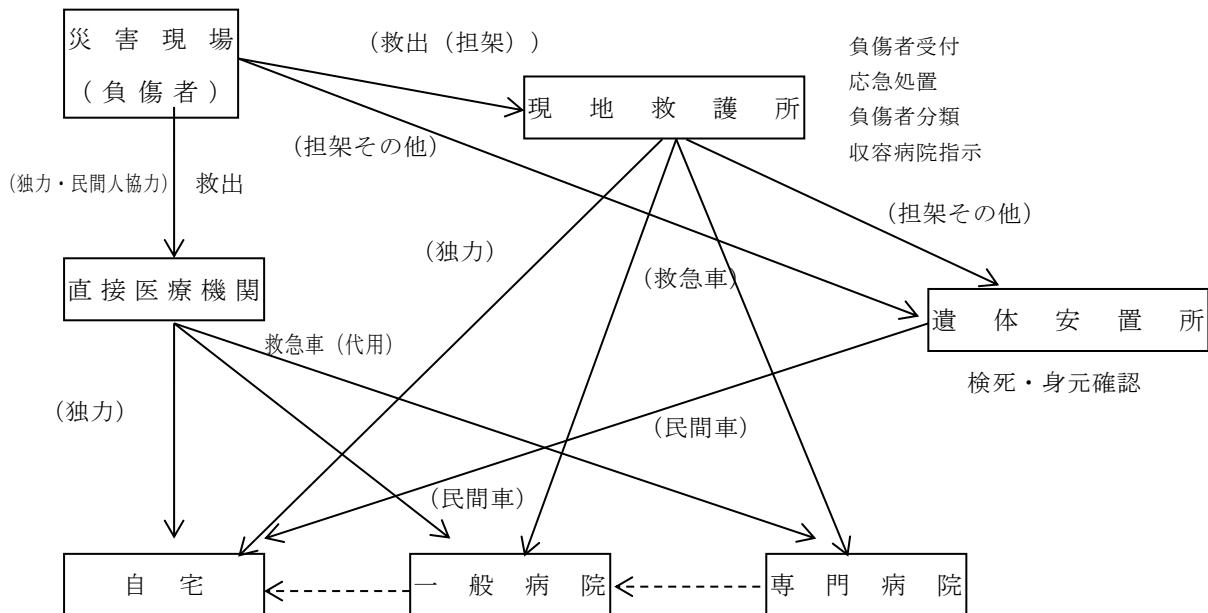 災害現場
（負傷者）
（救出（担架））
負傷者受付
応急処置
負傷者分類
収容病院指示
現地救護所
（担架その他）
（独力・民間人協力）
救出
（担架その他）
（独力）
（救急車）
直接医療機関
遺体安置所
救急車（代用）
検死・身元確認
（独力）
（民間車）
（民間車）
自宅
一般病院
専門病院